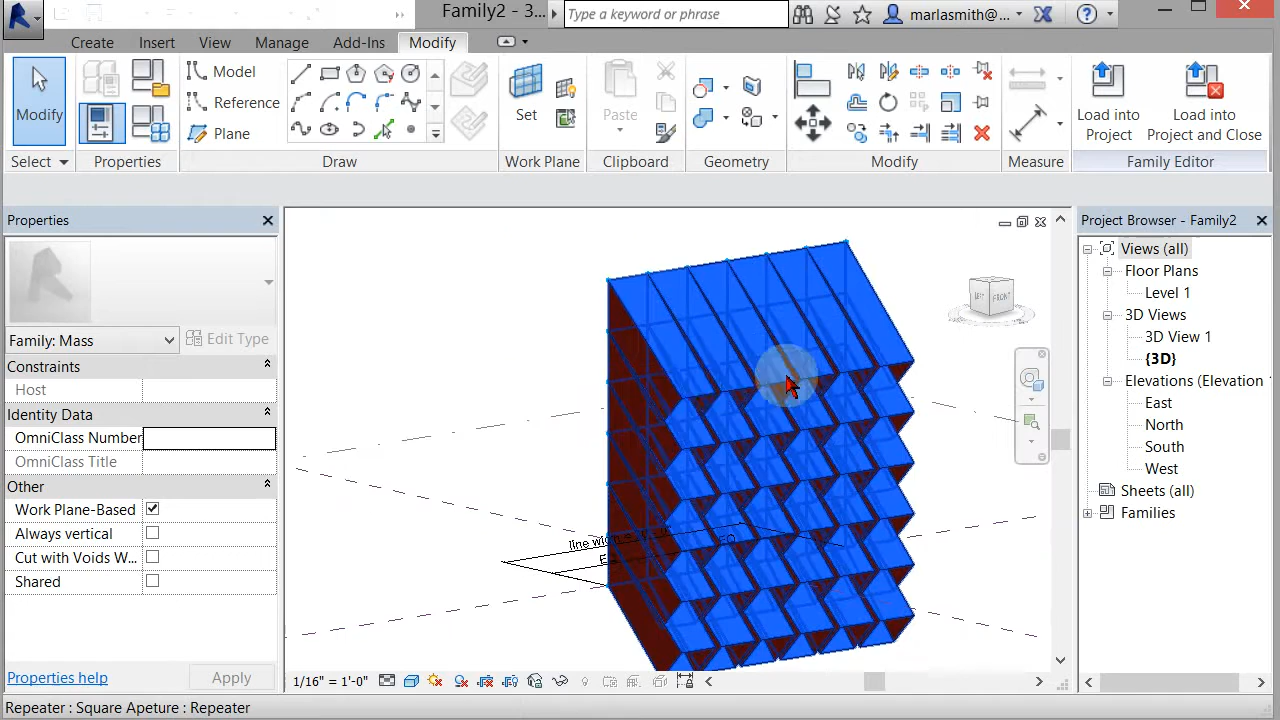 Family2 - 3...
Type a keyword or phrase
marlasmith@...
Create
Insert
View
Manage
Add-Ins
Modify
Modify
Model
Reference
Plane
Set
Paste
Load into
Project
Load into
Project and Close
Select
Properties
Draw
Work Plane
Clipboard
Geometry
Modify
Measure
Family Editor
Properties
Family: Mass
Edit Type
Constraints
Host
Identity Data
OmniClass Number
OmniClass Title
Other
Work Plane-Based
Always vertical
Cut with Voids W...
Shared
Properties help
Apply
FRONT
EQ
1/16" = 1'-0"
Project Browser - Family2
Views (all)
Floor Plans
Level 1
3D Views
3D View 1
{3D}
Elevations (Elevation
East
North
South
West
Sheets (all)
Families
Repeater : Square Apeture : Repeater